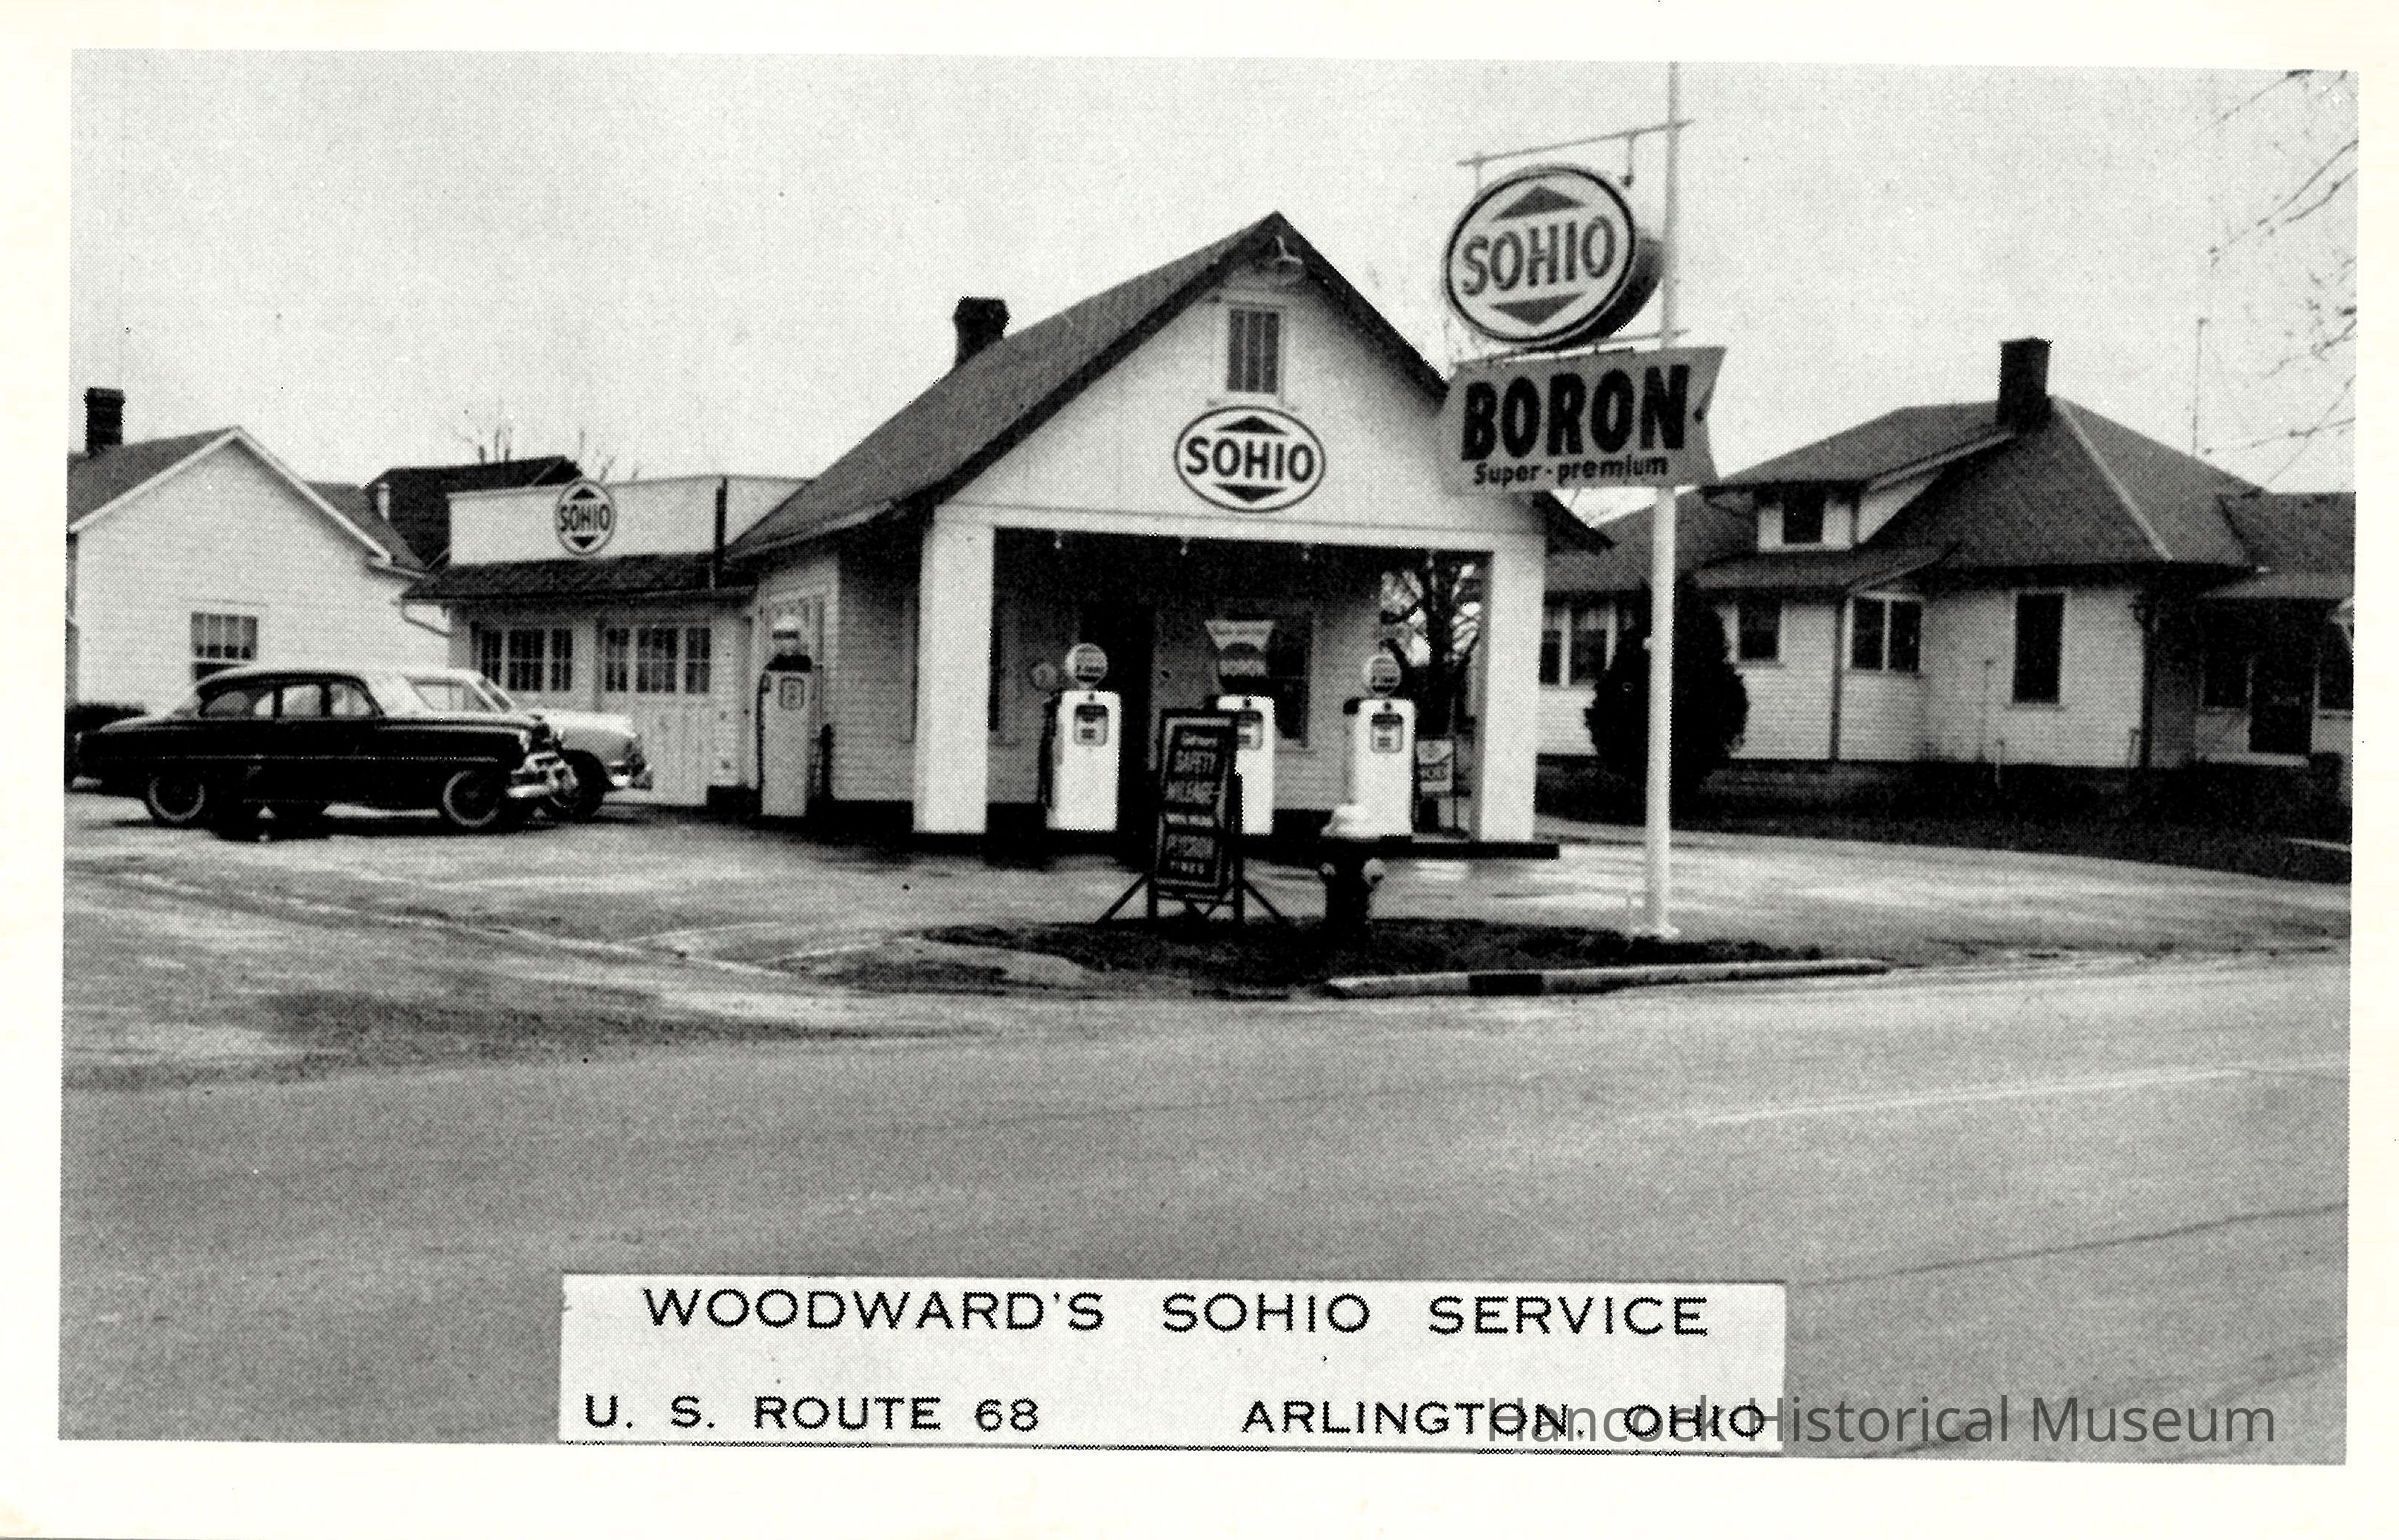 SOHIO
BORON
Super-premium
SOHIO
SOHIO
SAFETY
MILEAGE
WOODWARD'S SOHIO SERVICE
U. S. ROUTE 68 ARLINGTON, OHIO
Hancock Historical Museum